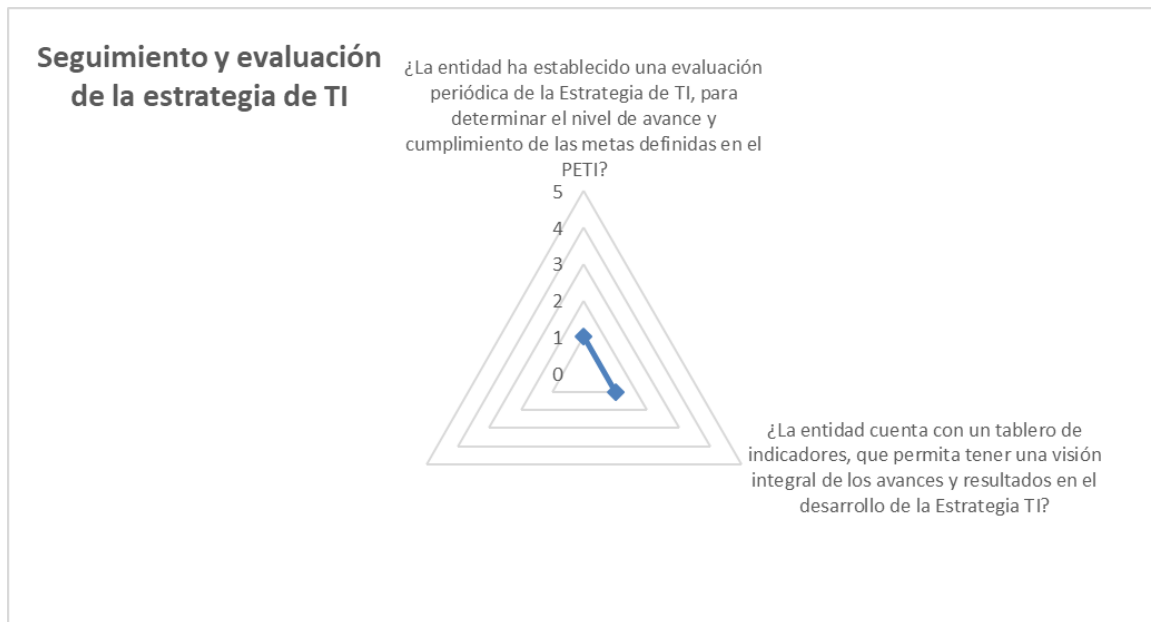 Seguimiento y evaluación
de la estrategia de TI
¿La entidad ha establecido una evaluación
periódica de la Estrategia de TI, para
determinar el nivel de avance y
cumplimiento de las metas definidas en el
PETI?
5
4
3
2
1
0
¿La entidad cuenta con un tablero de
indicadores, que permita tener una visión
integral de los avances y resultados en el
desarrollo de la Estrategia TI?